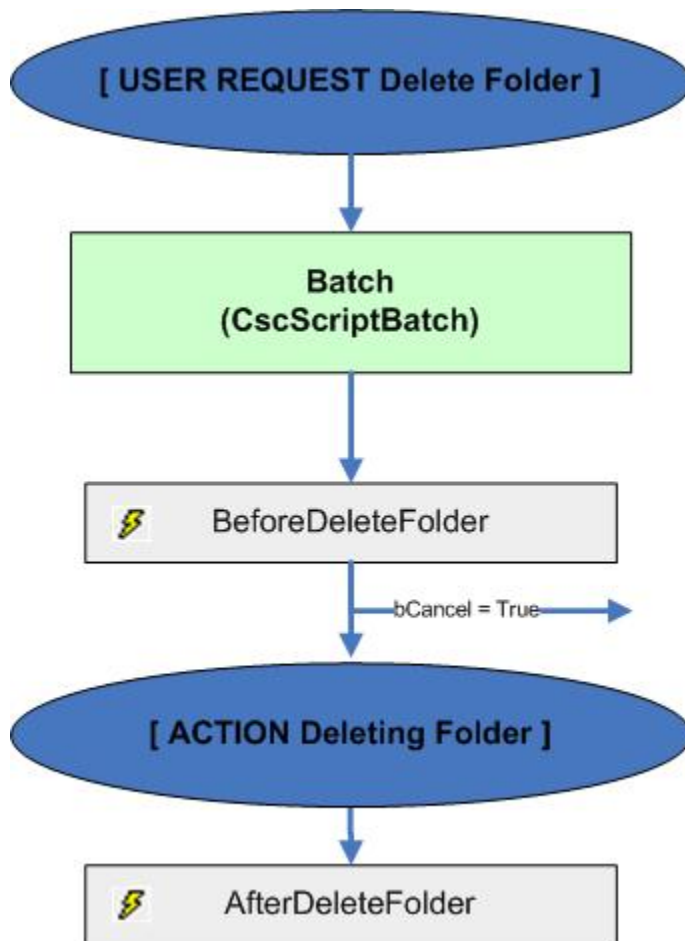 [ USER REQUEST Delete Folder ]
Batch
(CscScriptBatch)
BeforeDeleteFolder
bCancel = True
[ ACTION Deleting Folder ]
AfterDeleteFolder